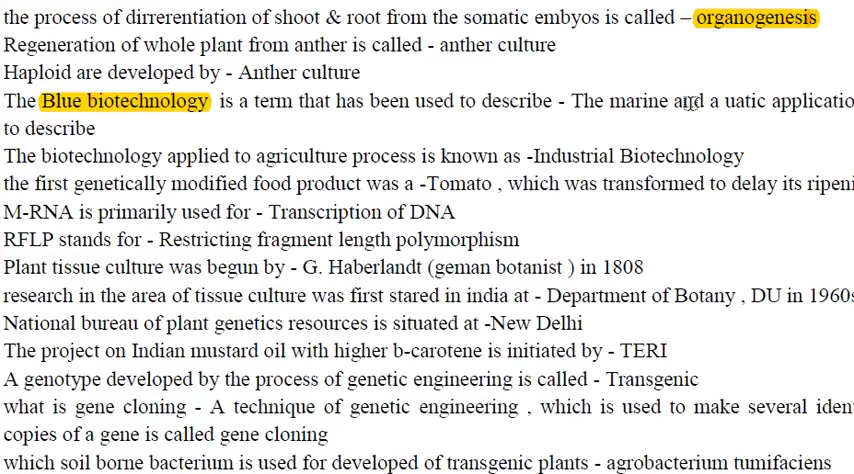 the process of dirrerentiation of shoot & root from the somatic embyos is called – organogenesis
Regeneration of whole plant from anther is called - anther culture
Haploid are developed by - Anther culture
The Blue biotechnology is a term that has been used to describe - The marine and a uatic applicatio
to describe
The biotechnology applied to agriculture process is known as -Industrial Biotechnology
the first genetically modified food product was a -Tomato , which was transformed to delay its ripeni
M-RNA is primarily used for - Transcription of DNA
RFLP stands for - Restricting fragment length polymorphism
Plant tissue culture was begun by - G. Haberlandt (geman botanist ) in 1808
research in the area of tissue culture was first stared in india at - Department of Botany , DU in 1960s
National bureau of plant genetics resources is situated at -New Delhi
The project on Indian mustard oil with higher b-carotene is initiated by - TERI
A genotype developed by the process of genetic engineering is called - Transgenic
what is gene cloning - A technique of genetic engineering , which is used to make several iden
copies of a gene is called gene cloning
which soil borne bacterium is used for developed of transgenic plants - agrobacterium tumifaciens